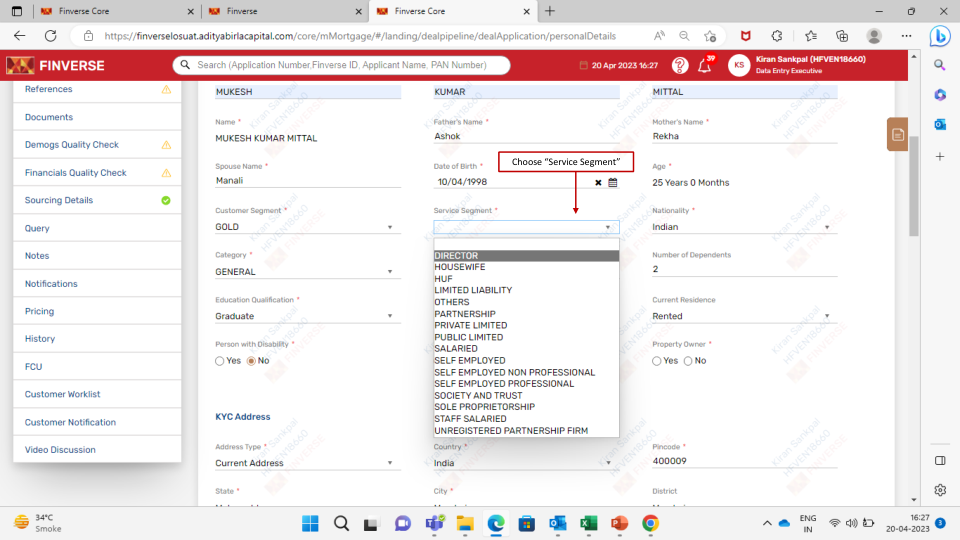 Finverse Core
Finverse
Finverse Core
https://finverselosuat.adityabirlacapital.com/core/mMortgage/#/landing/dealpipeline/dealApplication/personalDetails
FINVERSE
Search (Application Number,Finverse ID, Applicant Name, PAN Number)
20 Apr 2023 16:27
?
39
KS
Kiran Sankpal (HFVEN18660)
Data Entry Executive
References
Documents
Demogs Quality Check
Financials Quality Check
Sourcing Details
Query
Notes
Notifications
Pricing
History
FCU
Customer Worklist
Customer Notification
Video Discussion
MUKESH
KUMAR
MITTAL
Name *
Father's Name *
Mother's Name *
MUKESH KUMAR MITTAL
Ashok
Rekha
Spouse Name *
Date of Birth *
Age *
Choose "Service Segment"
Manali
10/04/1998
25 Years 0 Months
Customer Segment *
Service Segment *
Nationality *
GOLD
Indian
Category *
Number of Dependents
GENERAL
2
Education Qualification *
Current Residence
Graduate
Rented
Person with Disability *
Property Owner *
Yes No
Yes No
DIRECTOR
HOUSEWIFE
HUF
LIMITED LIABILITY
OTHERS
PARTNERSHIP
PRIVATE LIMITED
PUBLIC LIMITED
SALARIED
SELF EMPLOYED
SELF EMPLOYED NON PROFESSIONAL
SELF EMPLOYED PROFESSIONAL
SOCIETY AND TRUST
SOLE PROPRIETORSHIP
STAFF SALARIED
UNREGISTERED PARTNERSHIP FIRM
KYC Address
Address Type *
Country *
Pincode *
Current Address
India
400009
State *
City *
District
34°C
Smoke
ENG
IN
16:27
20-04-2023
3
Kiran Sankpal
HFVEN18660
FINVERSE